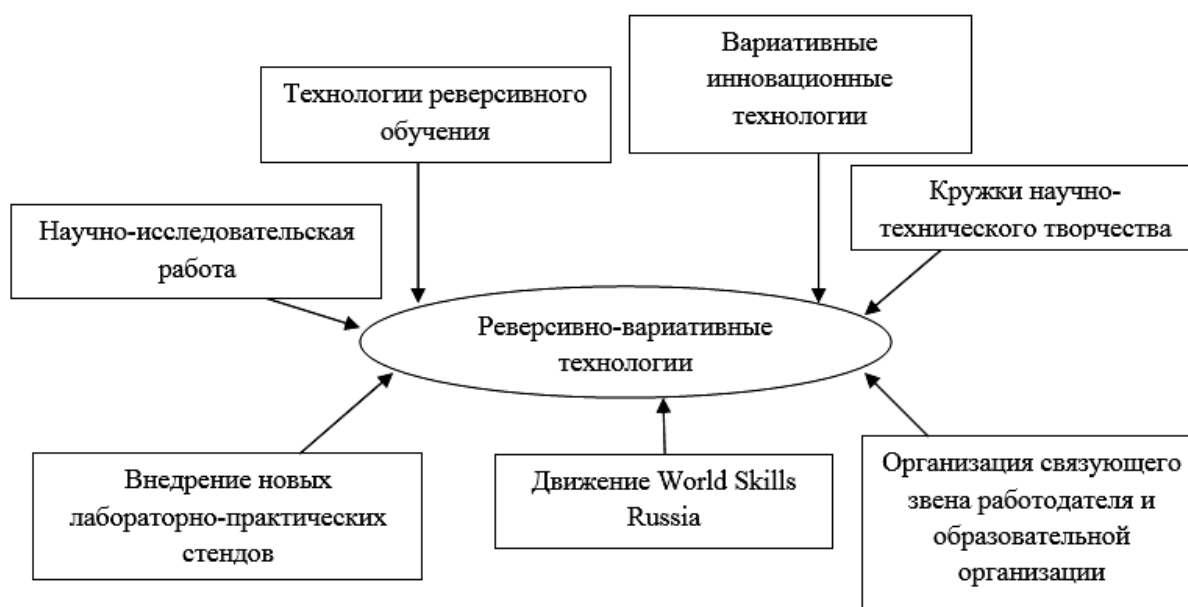 Вариативные
инновационные
технологии
Технологии реверсивного
обучения
Кружки научно-
технического творчества
Научно-исследовательская
работа
Реверсивно-вариативные
технологии
Внедрение новых
лабораторно-практических
стендов
Движение World Skills
Russia
Организация связующего
звена работодателя и
образовательной
организации